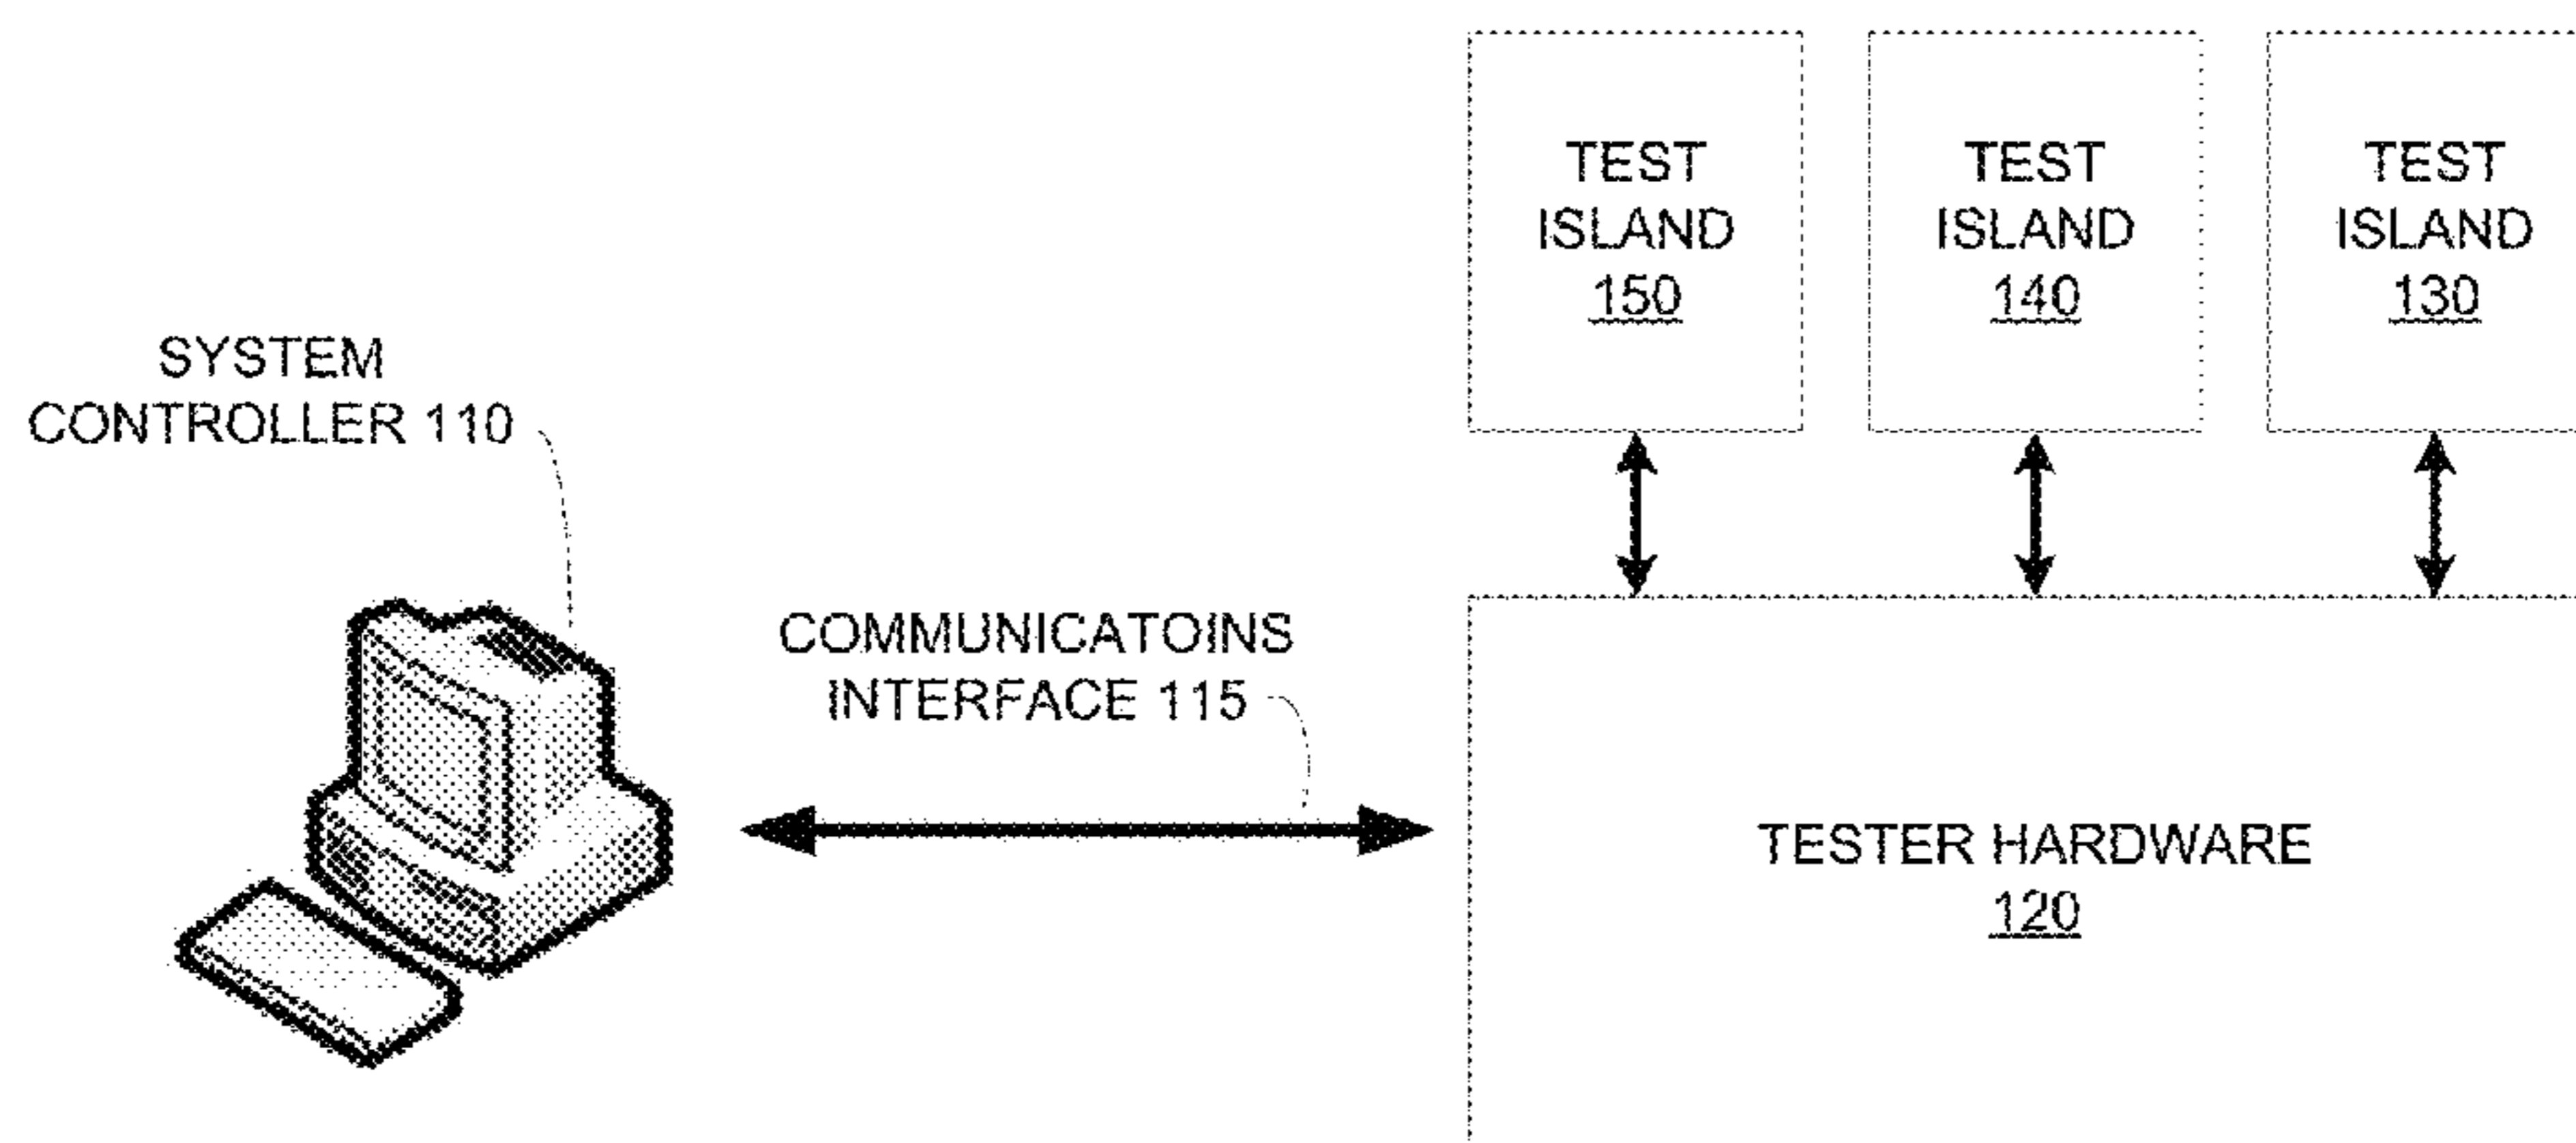 TEST
ISLAND
150
TEST
ISLAND
140
TEST
ISLAND
130
SYSTEM
CONTROLLER 110
COMMUNICATOINS
INTERFACE 115
TESTER HARDWARE
120